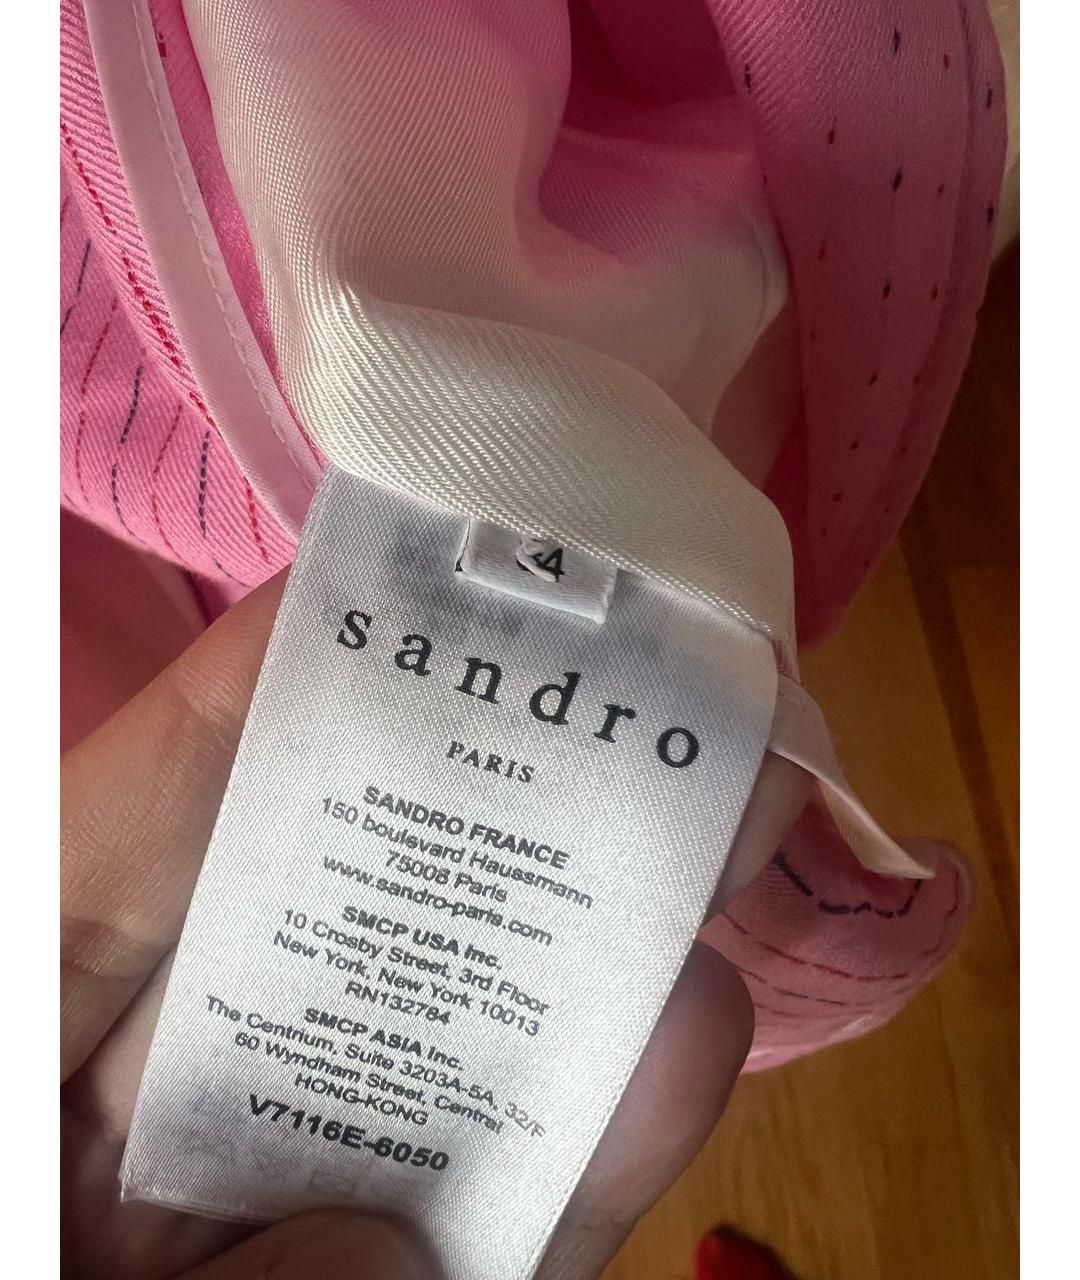 sandro
PARIS
SANDRO FRANCE
150 boulevard Haussmann
75008 Paris
www.sandro-paris.com
SMCP USA Inc.
10 Crosby Street, 3rd Floor
New York, New York 10013
RN132784
SMCP ASIA Inc.
The Centrium, Suite 3203A-5A, 32/F
60 Wyndham Street, Central
HONG-KONG
V7116E-6050